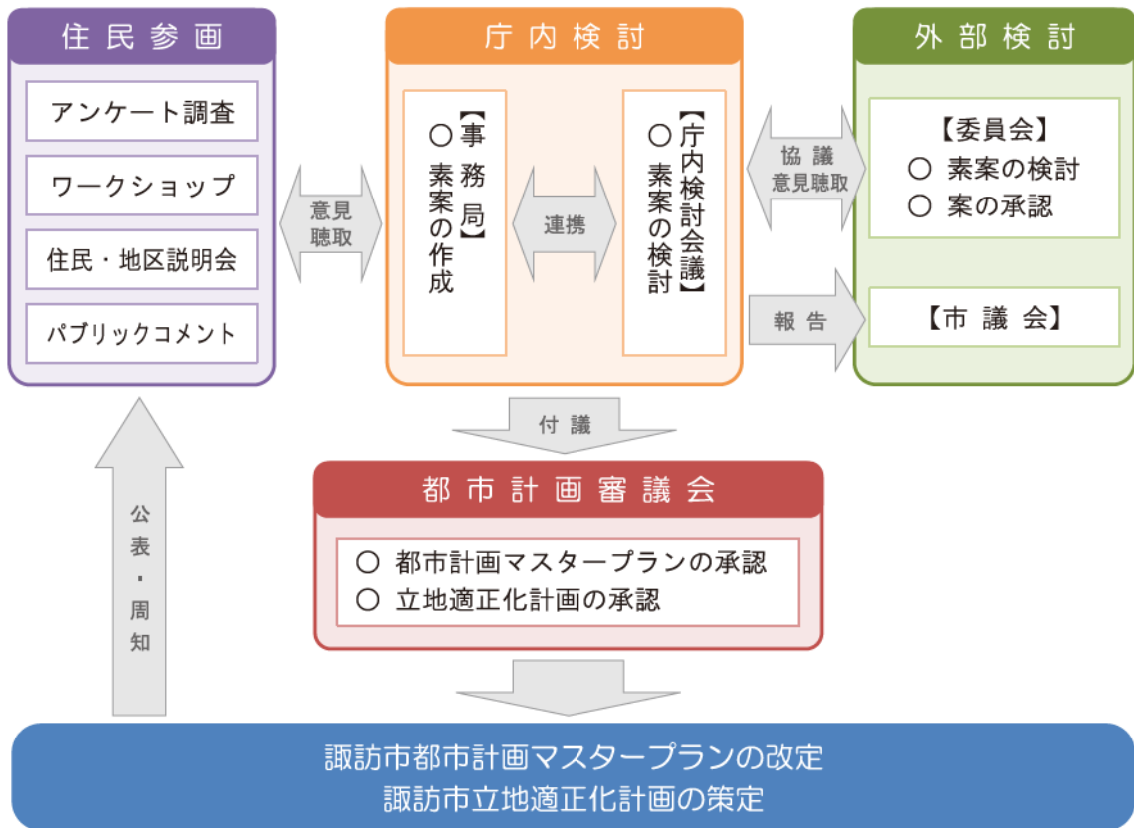 住民参画
アンケート調査
ワークショップ
住民・地区説明会
パブリックコメント
意見
聴取
庁内検討
【事務局】
○ 素案の作成
連携
【庁内検討会議】
○ 素案の検討
協議
意見聴取
報告
外部検討
【委員会】
○ 素案の検討
○ 案の承認
【市議会】
付議
都市計画審議会
○ 都市計画マスタープランの承認
○ 立地適正化計画の承認
公表・周知
諏訪市都市計画マスタープランの改定
諏訪市立地適正化計画の策定